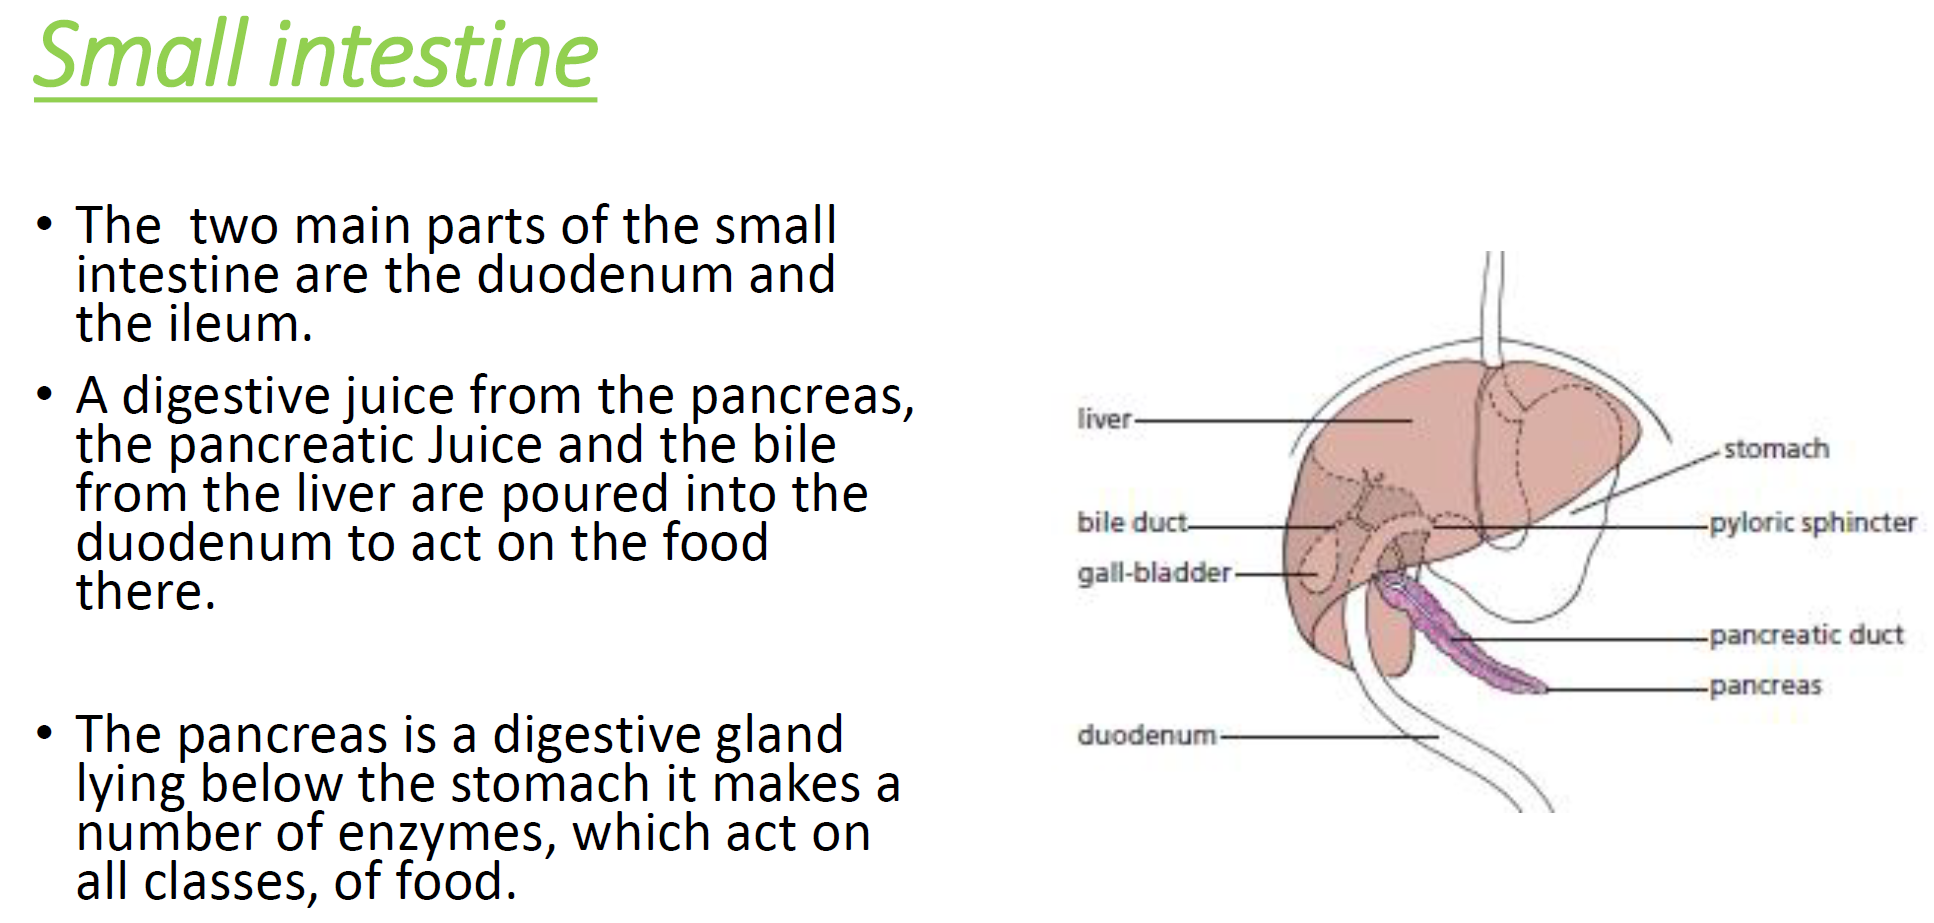 Small intestine
• The  two main parts of the small
intestine are the duodenum and
the ileum.
• A digestive juice from the pancreas,
the pancreatic Juice and the bile
from the liver are poured into the
duodenum to act on the food
there.
• The pancreas is a digestive gland
lying below the stomach it makes a
number of enzymes, which act on
all classes, of food.
liver
bile duct
gall-bladder
duodenum
stomach
pyloric sphincter
pancreatic duct
pancreas